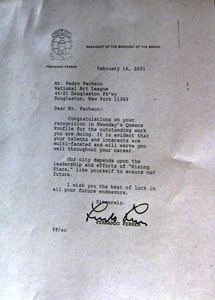 PRESIDENT OF THE BOROUGH OF THE BRONX
FERNANDO FERRER
February 16, 2001
Mr. Pedro Pacheco
National Art League
44-21 Douglaston Pk'wy
Douglaston, New York 11363
Dear Mr. Pacheco:
Congratulations on your
recognition in Newsday's Queens
Profile for the outstanding work
you are doing. It is evident that
your talents and interests are
multi-faceted and will serve you
well throughout your career.
Our city depends upon the
leadership and efforts of "Rising
Stars," like yourself to ensure our
future.
I wish you the best of luck in
all your future endeavors.
Sincerely,
FERNANDO FERRER
FF/sr